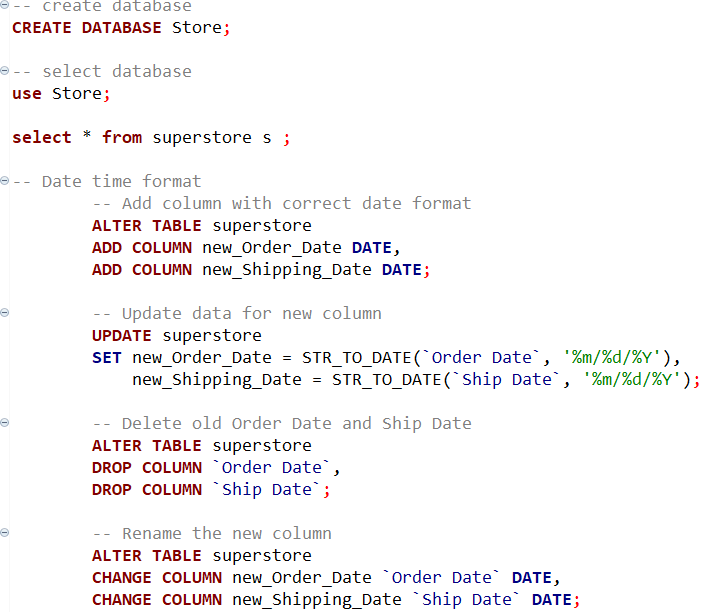 -- create database
CREATE DATABASE Store;
-- select database
use Store;
select * from superstore s ;
-- Date time format
-- Add column with correct date format
ALTER TABLE superstore
ADD COLUMN new_Order_Date DATE,
ADD COLUMN new_Shipping_Date DATE;
-- Update data for new column
UPDATE superstore
SET new_Order_Date = STR_TO_DATE(`Order Date`, '%m/%d/%Y'),
new_Shipping_Date = STR_TO_DATE(`Ship Date`, '%m/%d/%Y');
-- Delete old Order Date and Ship Date
ALTER TABLE superstore
DROP COLUMN `Order Date`,
DROP COLUMN `Ship Date`;
-- Rename the new column
ALTER TABLE superstore
CHANGE COLUMN new_Order_Date `Order Date` DATE,
CHANGE COLUMN new_Shipping_Date `Ship Date` DATE;